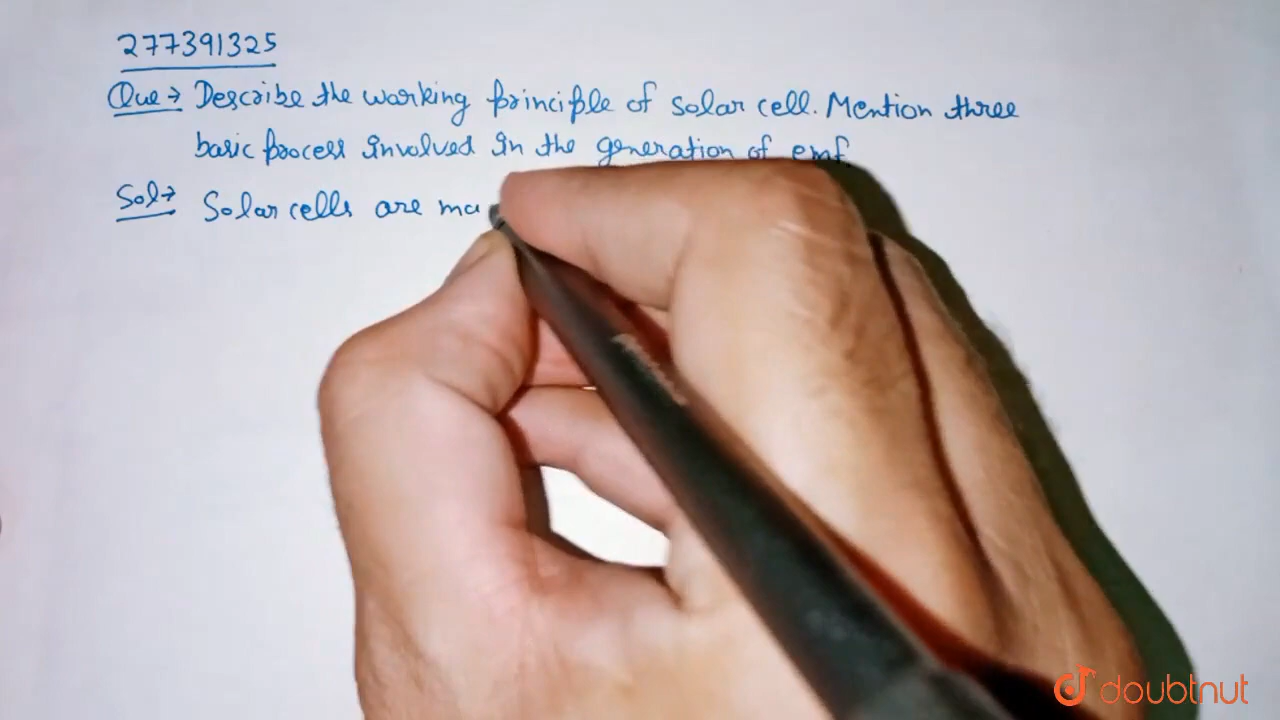 277391325
Que→ Describe the working principle of solar cell. Mention three
basic process involved in the generation of emf.
Sol→ Solar cells are ma
doubtnut